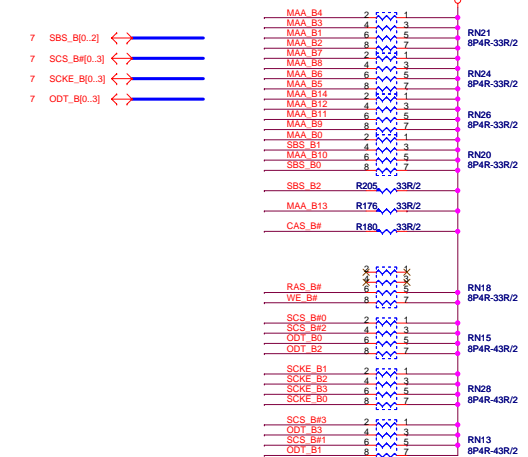 7 SBS_B[0..2]
7 SCS_B#[0..3]
7 SCKE_B[0..3]
7 ODT_B[0..3]
MAA_B4 2 1
MAA_B3 4 3
MAA_B1 6 5
MAA_B2 8 7
RN21
8P4R-33R/2
MAA_B7 2 1
MAA_B8 4 3
MAA_B6 6 5
MAA_B5 8 7
RN24
8P4R-33R/2
MAA_B14 2 1
MAA_B12 4 3
MAA_B11 6 5
MAA_B9 8 7
RN26
8P4R-33R/2
MAA_B0 2 1
SBS_B1 4 3
MAA_B10 6 5
SBS_B0 8 7
RN20
8P4R-33R/2
SBS_B2 R205 33R/2
MAA_B13 R176 33R/2
CAS_B# R180 33R/2
2 1
4 3
RAS_B# 6 5
WE_B# 8 7
RN18
8P4R-33R/2
SCS_B#0 2 1
SCS_B#2 4 3
ODT_B0 6 5
ODT_B2 8 7
RN15
8P4R-43R/2
SCKE_B1 2 1
SCKE_B2 4 3
SCKE_B3 6 5
SCKE_B0 8 7
RN28
8P4R-43R/2
SCS_B#3 2 1
ODT_B3 4 3
SCS_B#1 6 5
ODT_B1 8 7
RN13
8P4R-43R/2